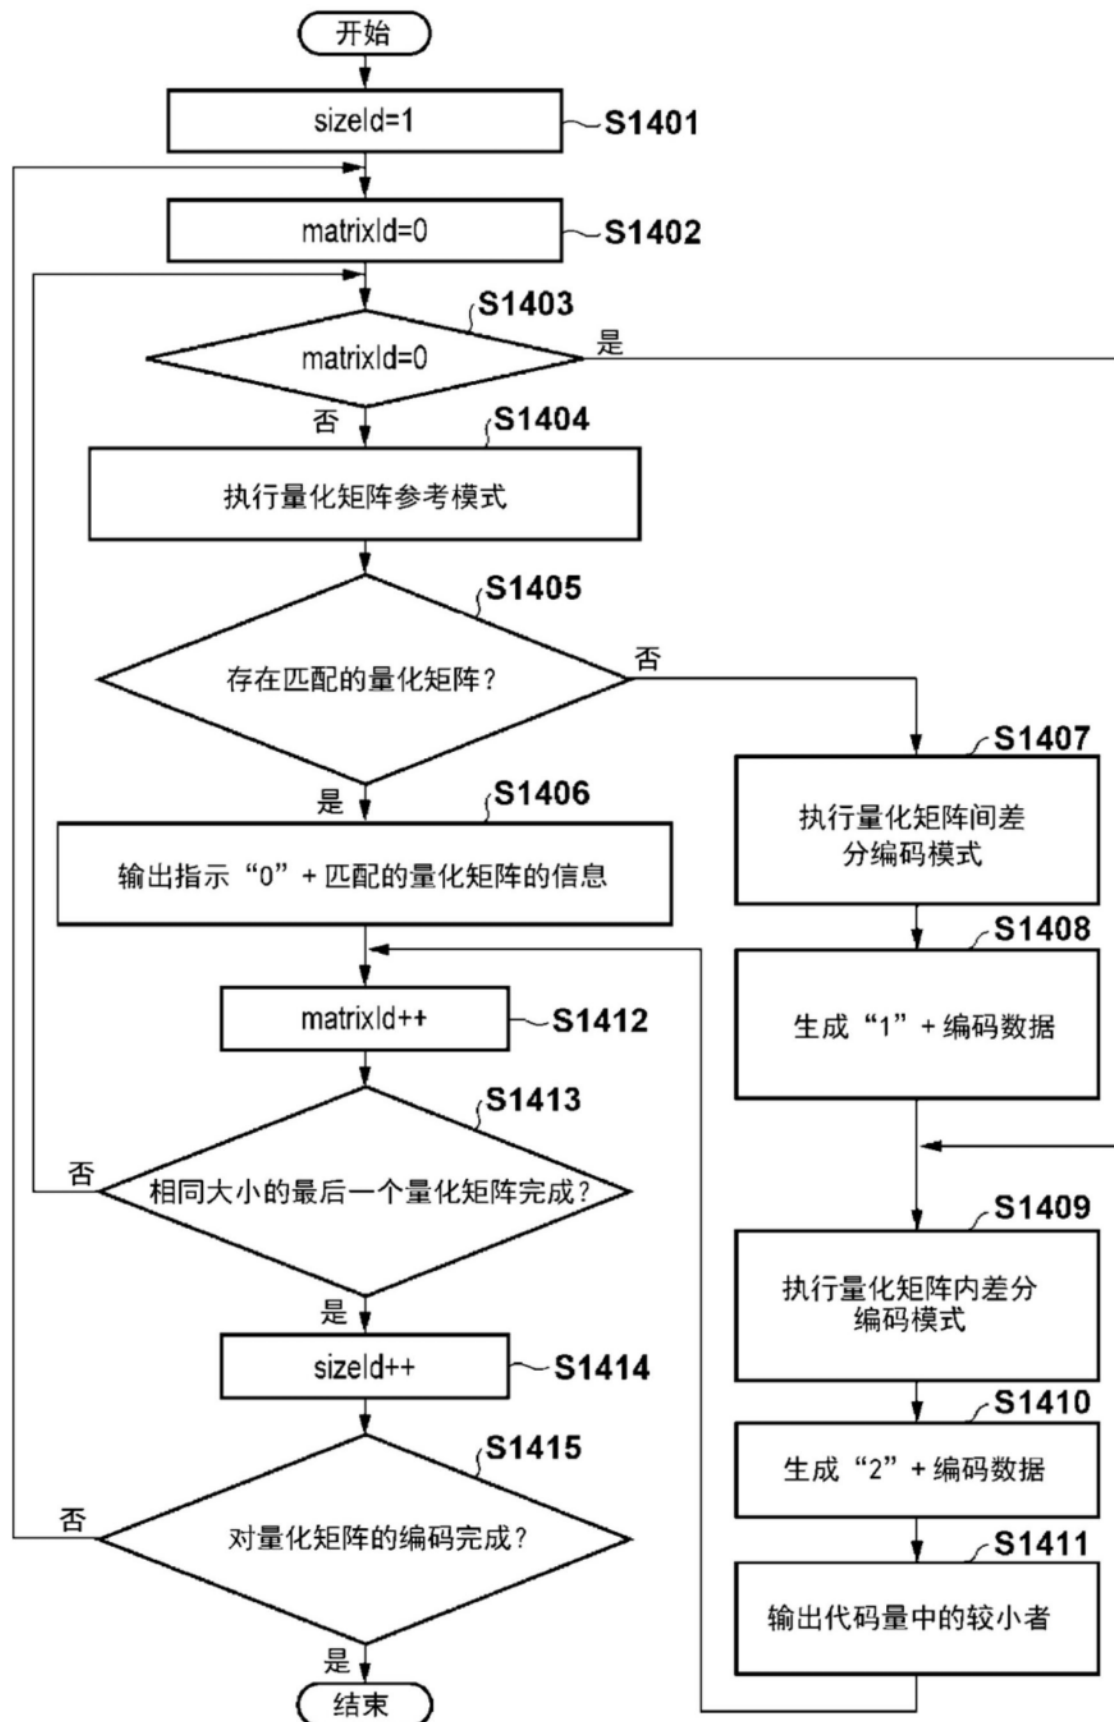 开始
sizeId=1
S1401
matrixId=0
S1402
S1403
matrixId=0
是
否
S1404
执行量化矩阵参考模式
S1405
存在匹配的量化矩阵？
否
是
S1406
输出指示“0”+匹配的量化矩阵的信息
S1407
执行量化矩阵间差
分编码模式
S1408
生成“1”+编码数据
matrixId++
S1412
S1413
相同大小的最后一个量化矩阵完成？
否
是
S1409
执行量化矩阵内差分
编码模式
sizeId++
S1414
S1410
生成“2”+编码数据
S1415
对量化矩阵的编码完成？
否
是
S1411
输出代码量中的较小者
结束